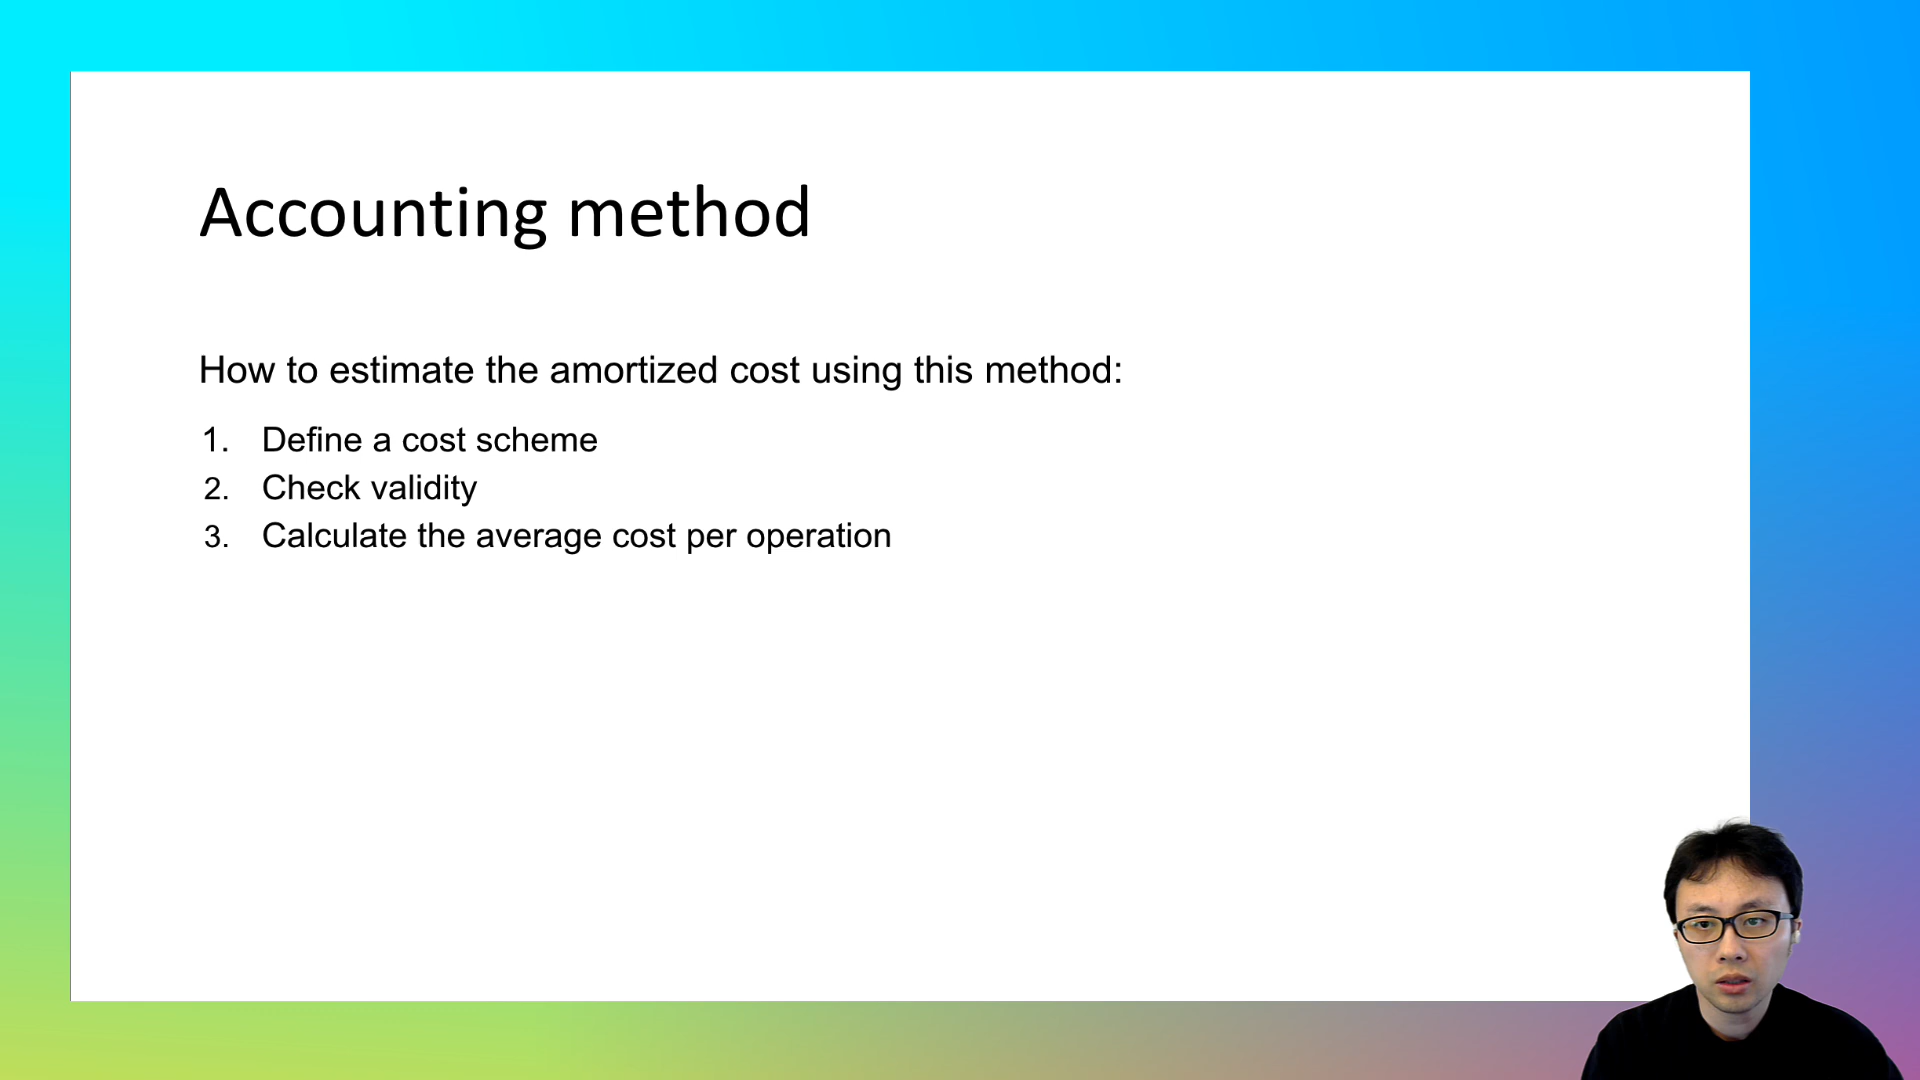 Accounting method
How to estimate the amortized cost using this method:
1. Define a cost scheme
2. Check validity
3. Calculate the average cost per operation